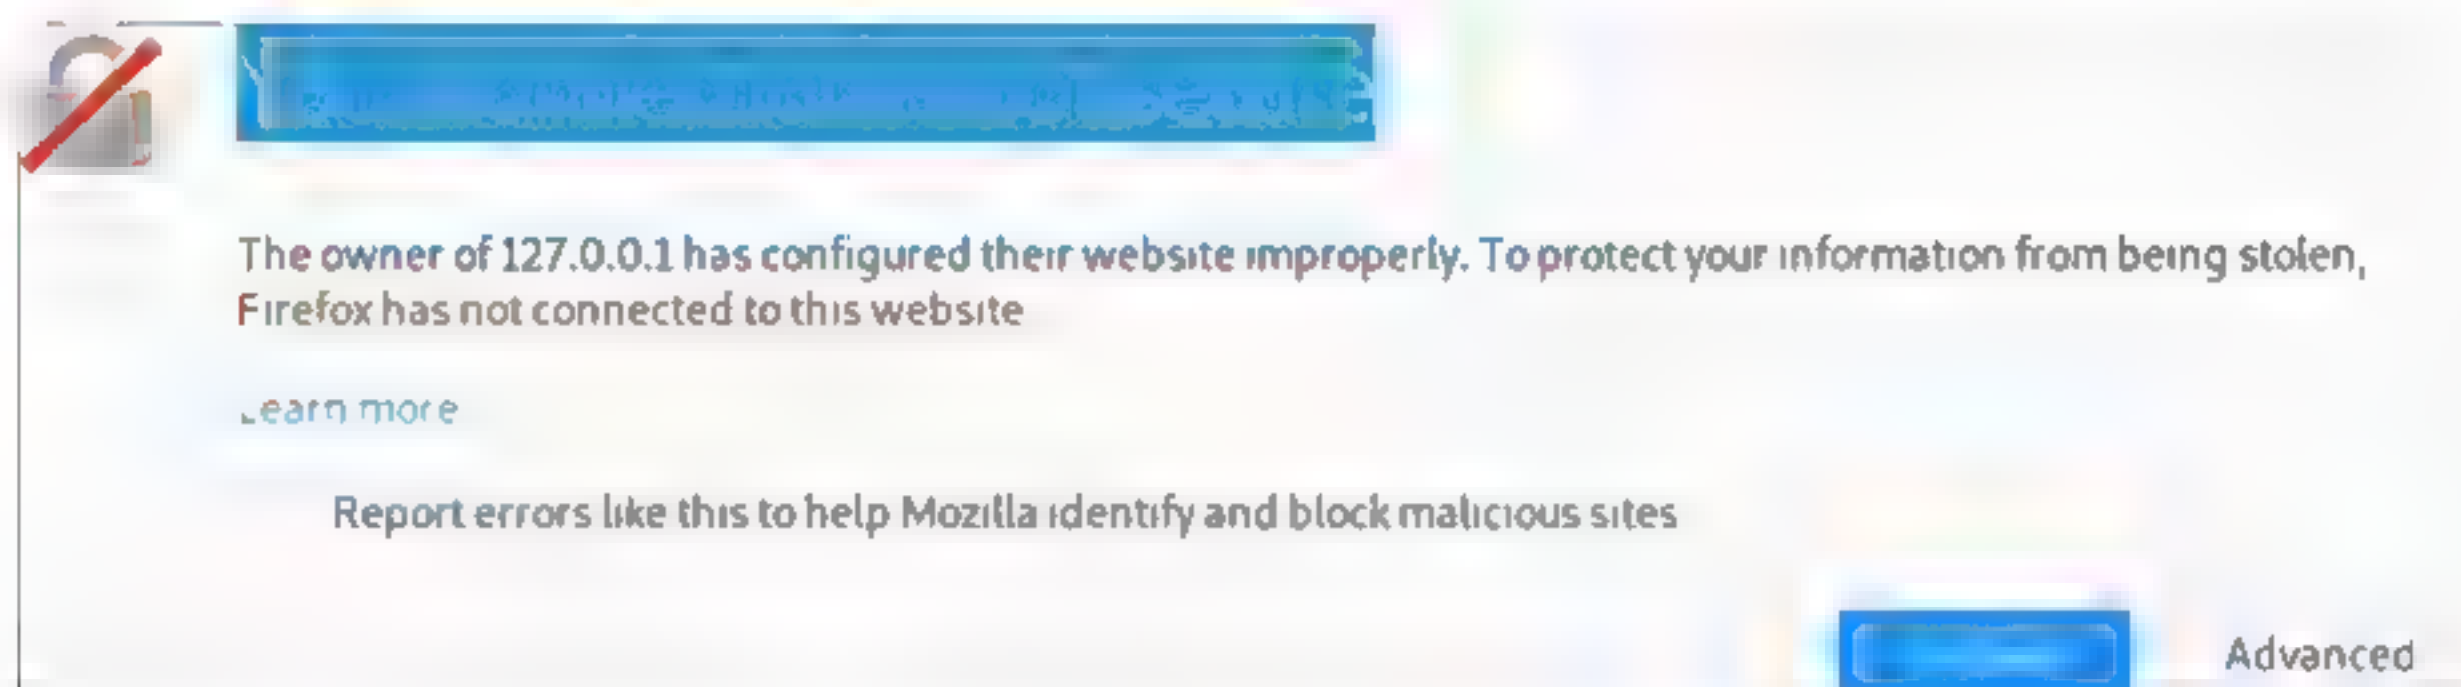 The owner of 127.0.0.1 has configured their website improperly. To protect your information from being stolen,
Firefox has not connected to this website
Learn more
Report errors like this to help Mozilla identify and block malicious sites
Advanced